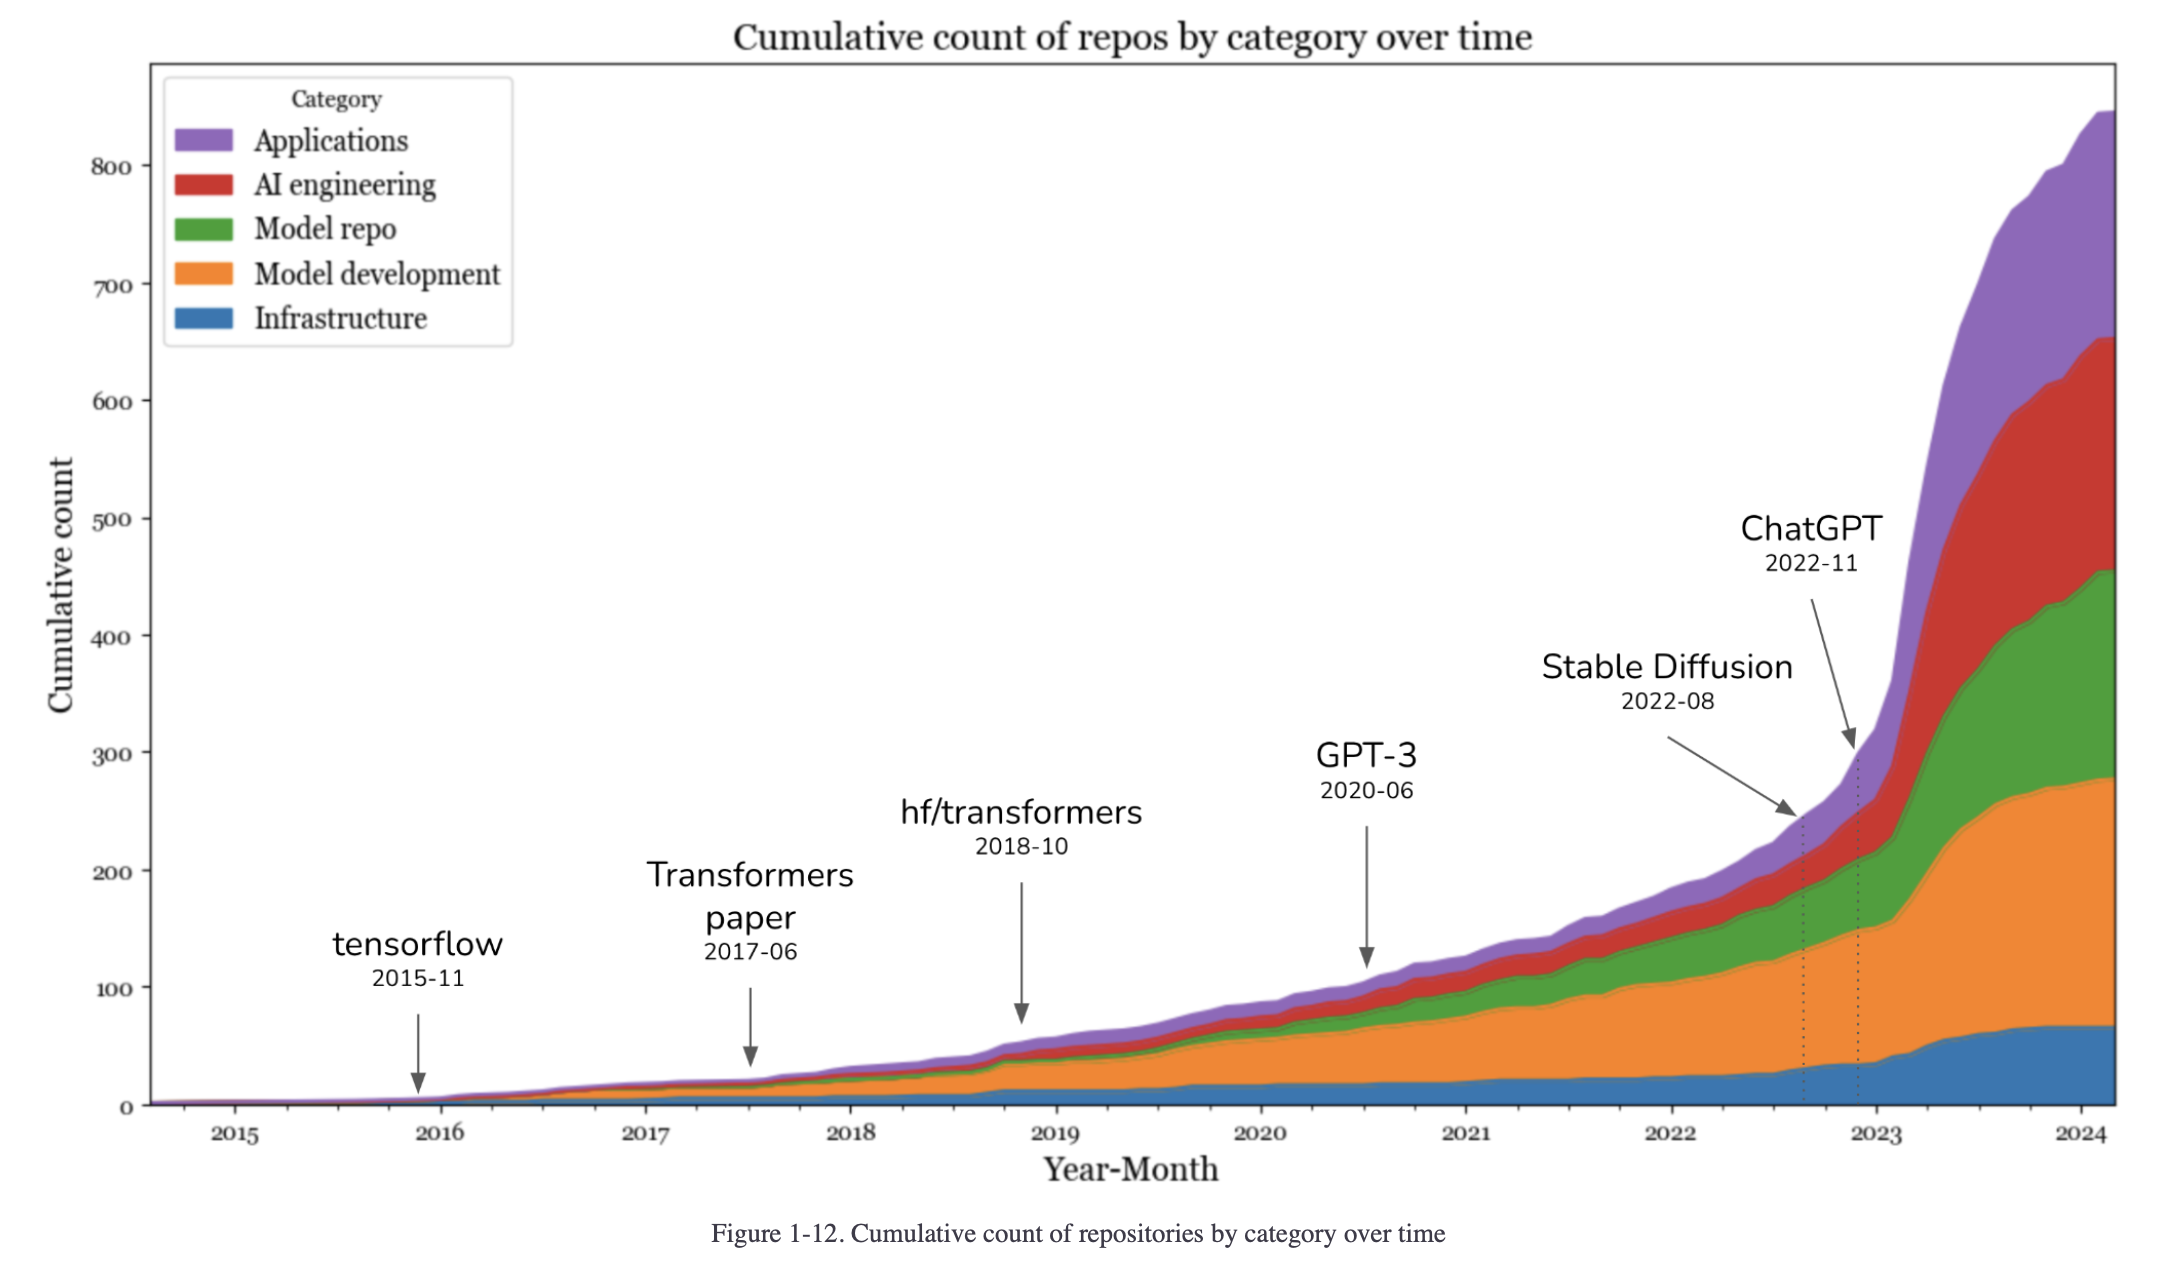 Cumulative count of repos by category over time
Category
Applications
AI engineering
Model repo
Model development
Infrastructure
Cumulative count
800
700
600
500
400
300
200
100
0
tensorflow
2015-11
Transformers
paper
2017-06
hf/transformers
2018-10
GPT-3
2020-06
Stable Diffusion
2022-08
ChatGPT
2022-11
2015 2016 2017 2018 2019 2020 2021 2022 2023 2024
Year-Month
Figure 1-12. Cumulative count of repositories by category over time